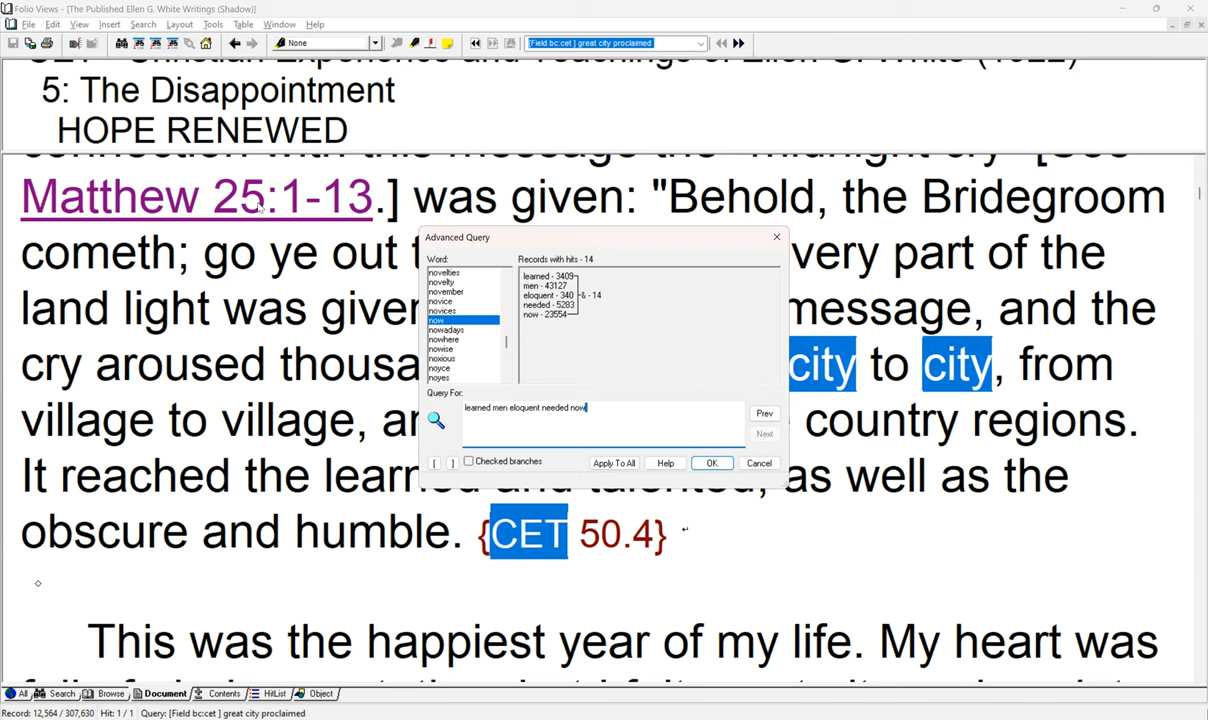 Folio Views - [The Published Ellen G. White Writings (Shadow)]
File Edit View Insert Search Layout Tools Table Window Help
None
[Field bc:cet ] great city proclaimed
5: The Disappointment
HOPE RENEWED
Matthew 25:1-13.] was given: "Behold, the Bridegroom
cometh; go ye out
very part of the
land light was given
message, and the
cry aroused thousa
city to city, from
village to village, a
country regions.
It reached the learned and talented, as well as the
obscure and humble. {CET 50.4}
This was the happiest year of my life. My heart was
Advanced Query
Word:
novelties
novelty
november
novice
novices
now
nowadays
nowhere
nowise
noxious
noyce
noyes
Records with hits - 14
learned - 3409
men - 43127
eloquent - 340 & - 14
needed - 5283
now - 23554
Query For:
learned men eloquent needed now
Prev
Next
[ ] Checked branches
Apply To All Help OK Cancel
All Search Browse Document Contents HitList Object
Record: 12,564 / 307,630 Hit: 1 / 1 Query: [Field bc:cet ] great city proclaimed